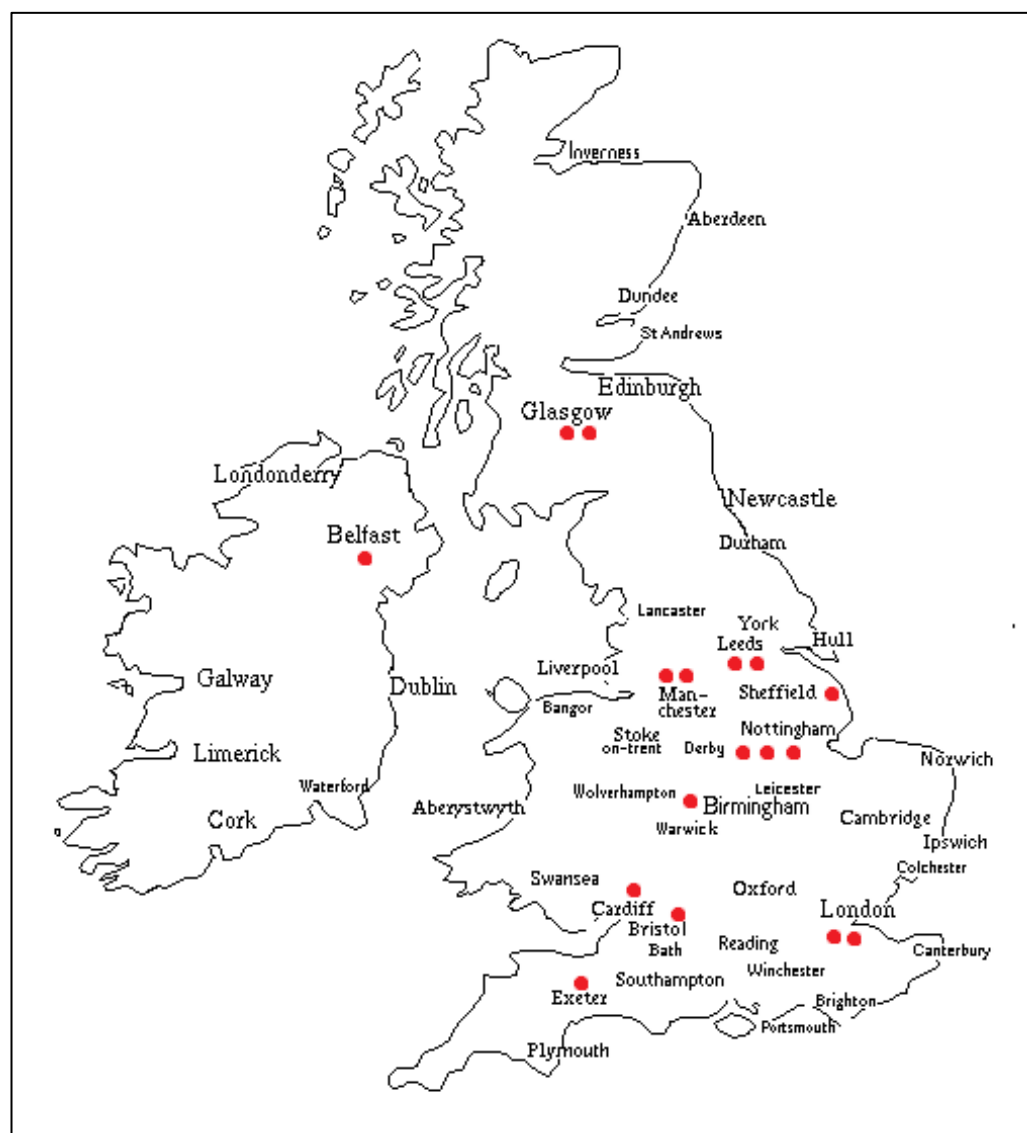 Inverness
Aberdeen
Dundee
St Andrews
Edinburgh
Glasgow
Londonderry
Newcastle
Belfast
Durham
Lancaster
York
Leeds
Hull
Liverpool
Galway
Dublin
Man-
chester
Sheffield
Bangor
Stoke
on-trent
Nottingham
Derby
Limerick
Norwich
Waterford
Wolverhampton
Leicester
Aberystwyth
Birmingham
Cork
Cambridge
Warwick
Ipswich
Colchester
Swansea
Oxford
Cardiff
London
Bristol
Bath
Reading
Canterbury
Winchester
Southampton
Exeter
Brighton
Portsmouth
Plymouth